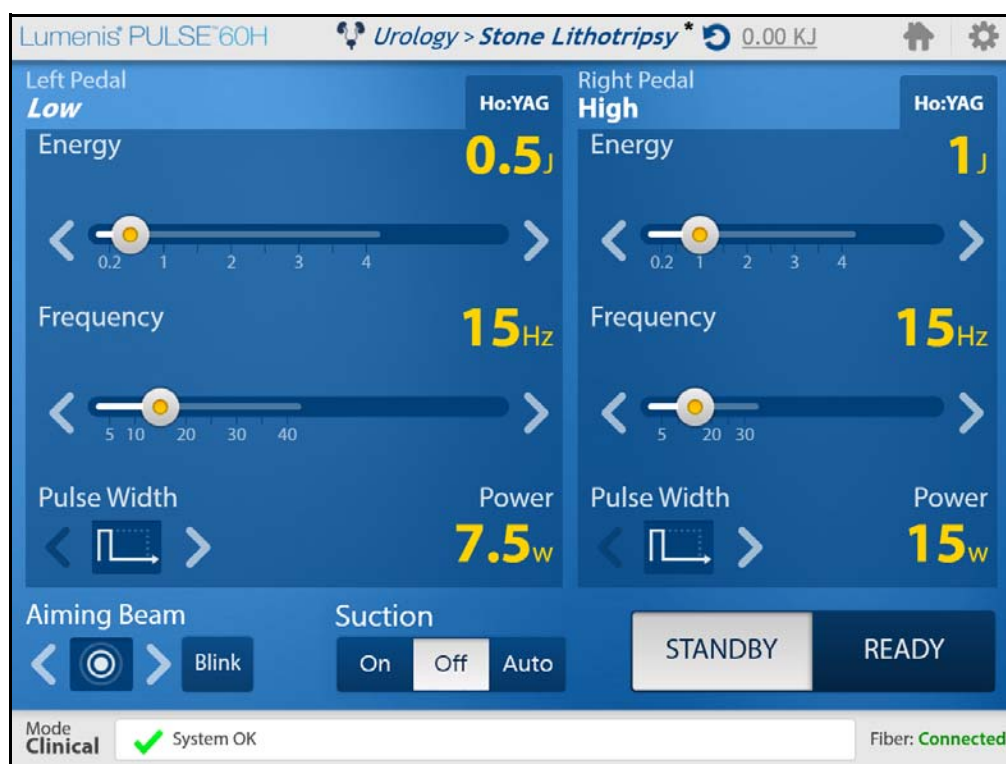 Lumenis® PULSE™ 60H
Urology > Stone Lithotripsy *
0.00 KJ
Left Pedal
Low
Ho:YAG
Energy
0.5J
0.2 1 2 3 4
Frequency
15Hz
5 10 20 30 40
Pulse Width
Power
7.5W
Right Pedal
High
Ho:YAG
Energy
1J
0.2 1 2 3 4
Frequency
15Hz
5 20 30
Pulse Width
Power
15W
Aiming Beam
Blink
Suction
On Off Auto
STANDBY READY
Mode
Clinical
System OK
Fiber: Connected